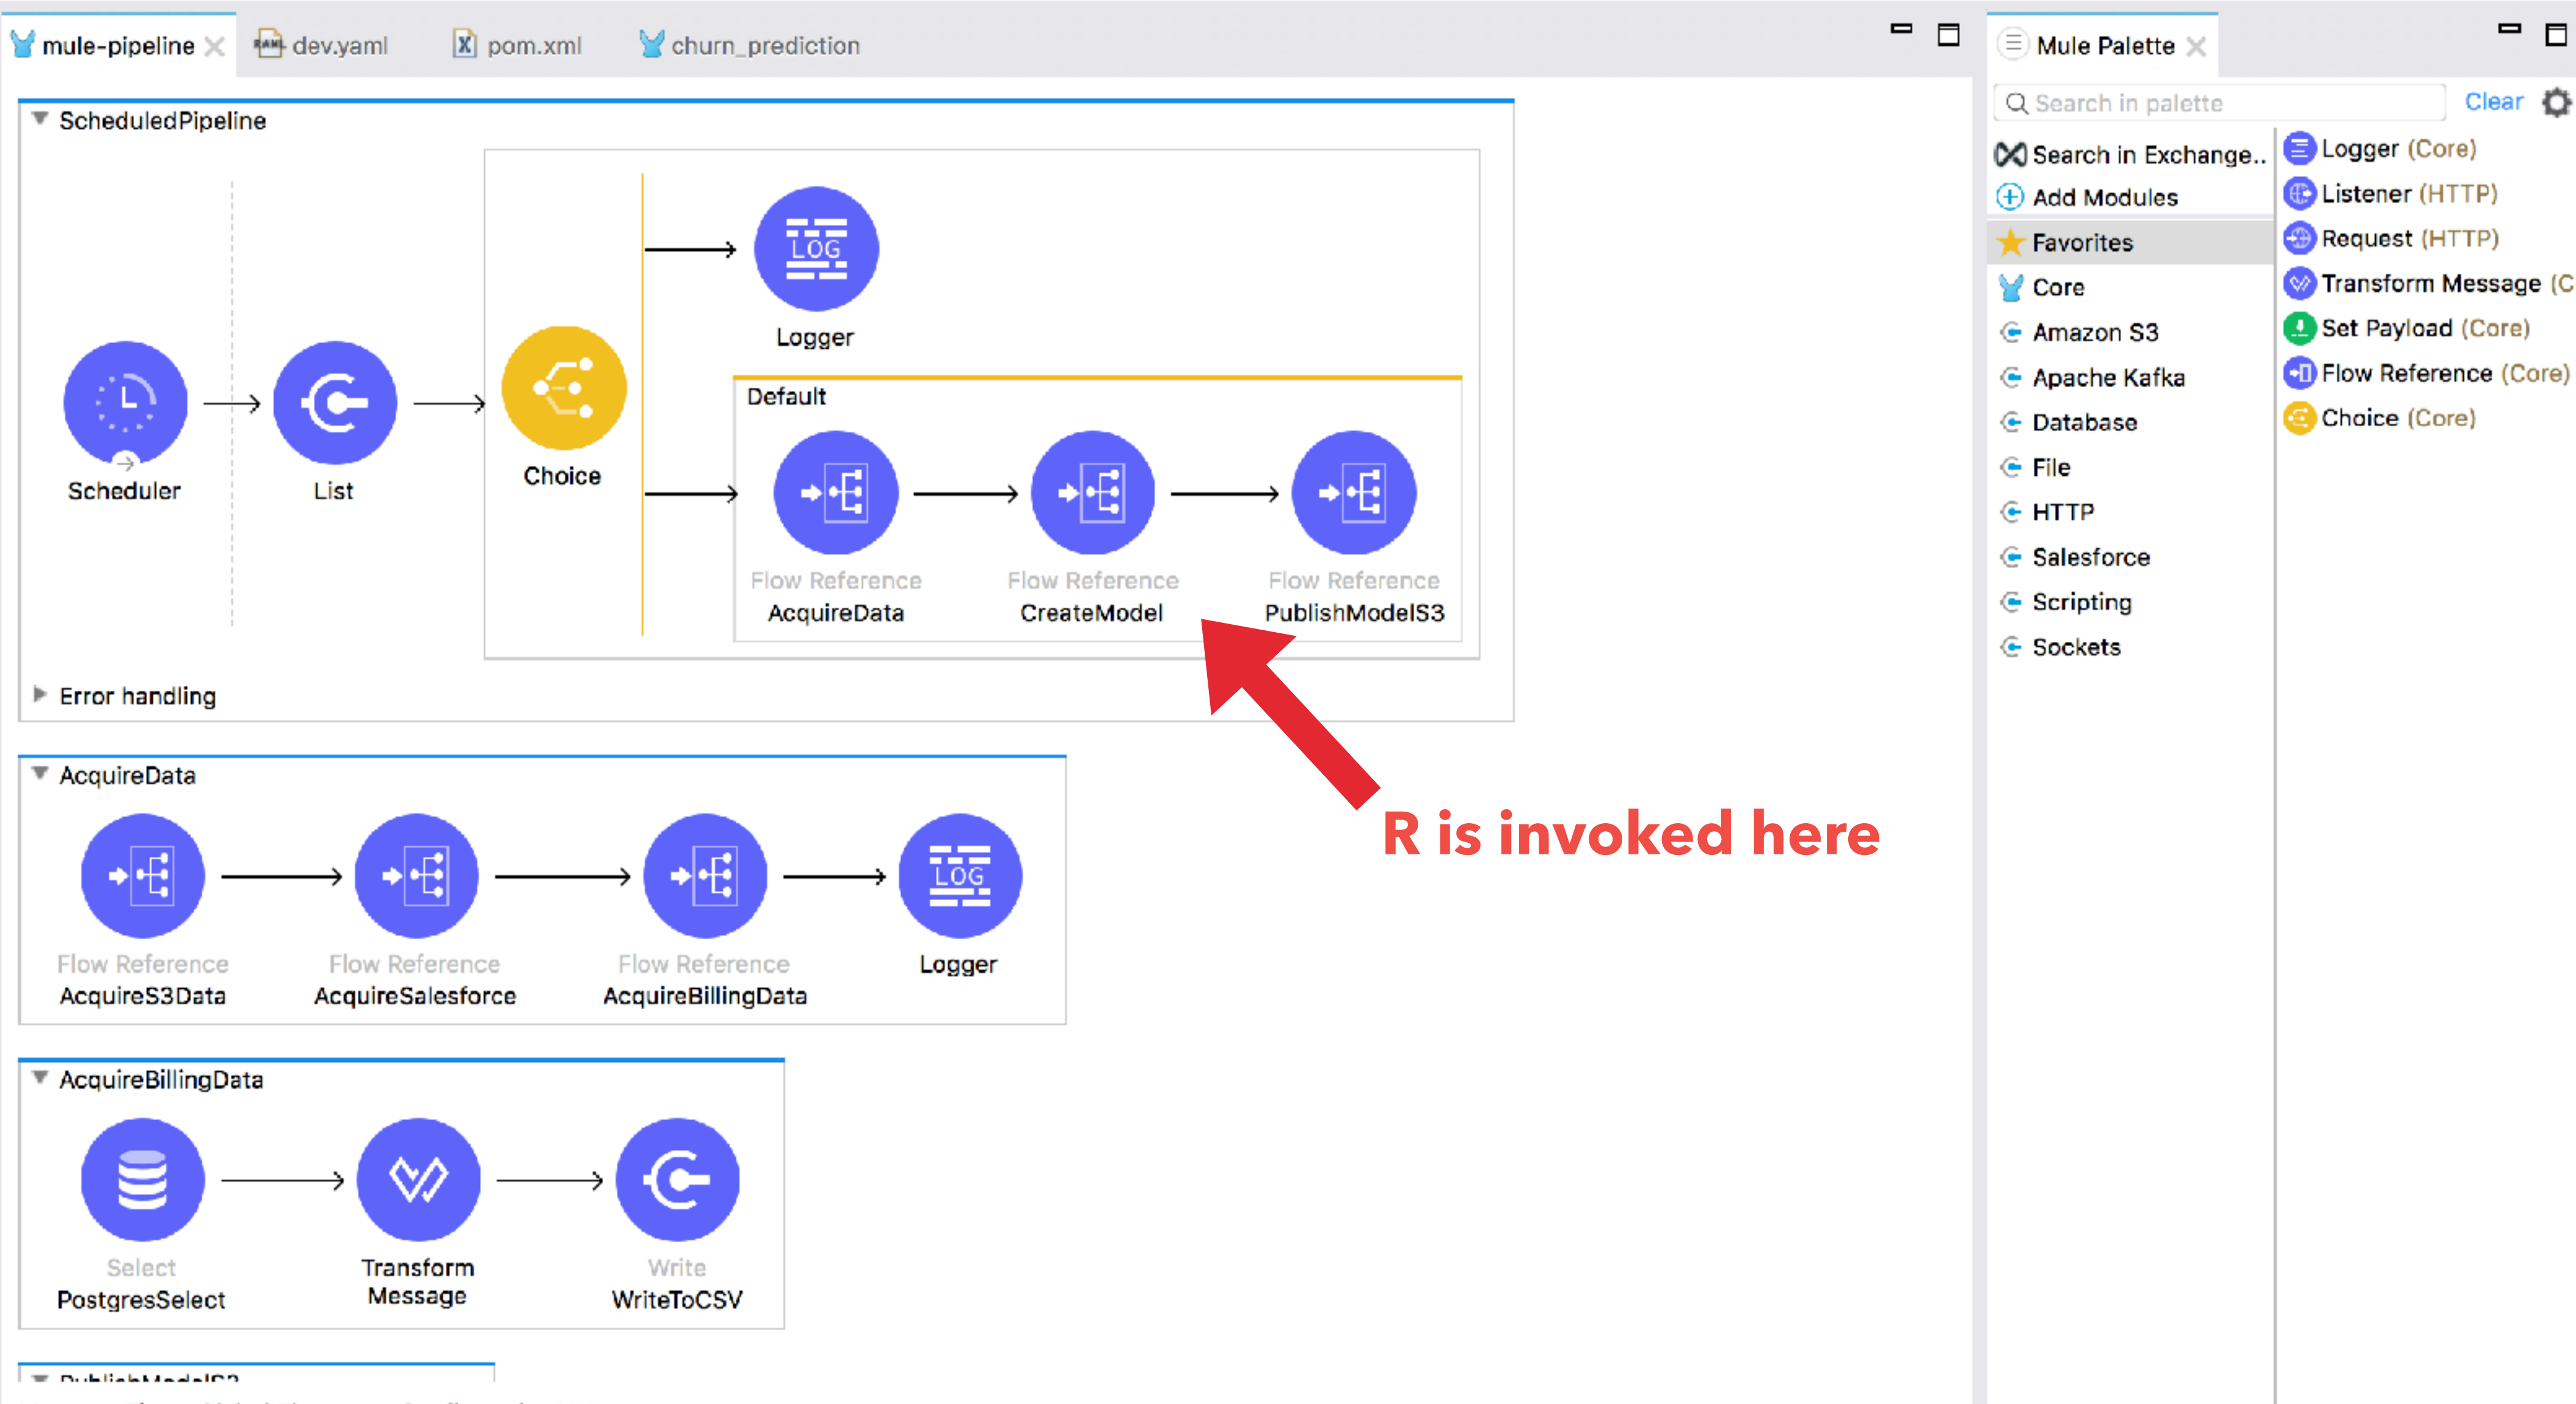 mule-pipeline
dev.yaml
pom.xml
churn_prediction
ScheduledPipeline
LOG
Logger
Scheduler
List
Choice
Default
Flow Reference
AcquireData
Flow Reference
CreateModel
Flow Reference
PublishModelS3
Error handling
R is invoked here
AcquireData
LOG
Flow Reference
AcquireS3Data
Flow Reference
AcquireSalesforce
Flow Reference
AcquireBillingData
Logger
AcquireBillingData
Select
PostgresSelect
Transform
Message
Write
WriteToCSV
PublishModelS3
Mule Palette
Search in palette
Clear
Search in Exchange..
Add Modules
Favorites
Core
Amazon S3
Apache Kafka
Database
File
HTTP
Salesforce
Scripting
Sockets
Logger (Core)
Listener (HTTP)
Request (HTTP)
Transform Message (C
Set Payload (Core)
Flow Reference (Core)
Choice (Core)